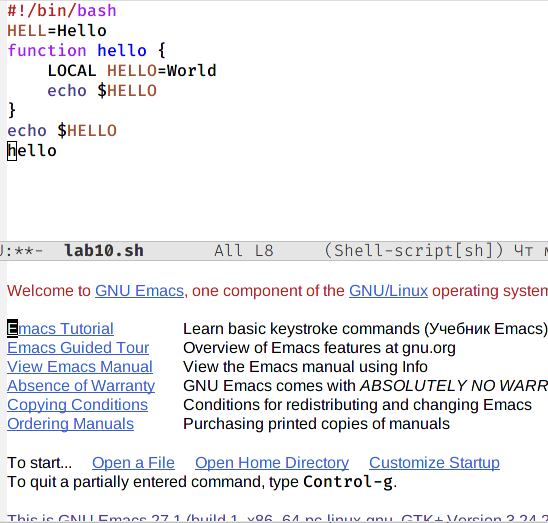 #!/bin/bash
HELL=Hello
function hello {
    LOCAL HELLO=World
    echo $HELLO
}
echo $HELLO
hello
U:**-  lab10.sh       All L8     (Shell-script[sh]) Чт
Welcome to GNU Emacs, one component of the GNU/Linux operating system
Emacs Tutorial Learn basic keystroke commands (Учебник Emacs)
Emacs Guided Tour Overview of Emacs features at gnu.org
View Emacs Manual View the Emacs manual using Info
Absence of Warranty GNU Emacs comes with ABSOLUTELY NO WARR
Copying Conditions Conditions for redistributing and changing Emacs
Ordering Manuals Purchasing printed copies of manuals
To start... Open a File Open Home Directory Customize Startup
To quit a partially entered command, type Control-g.
This is GNU Emacs 27.1 (build 1, x86_64-pc-linux-gnu, GTK+ Version 3.24.2